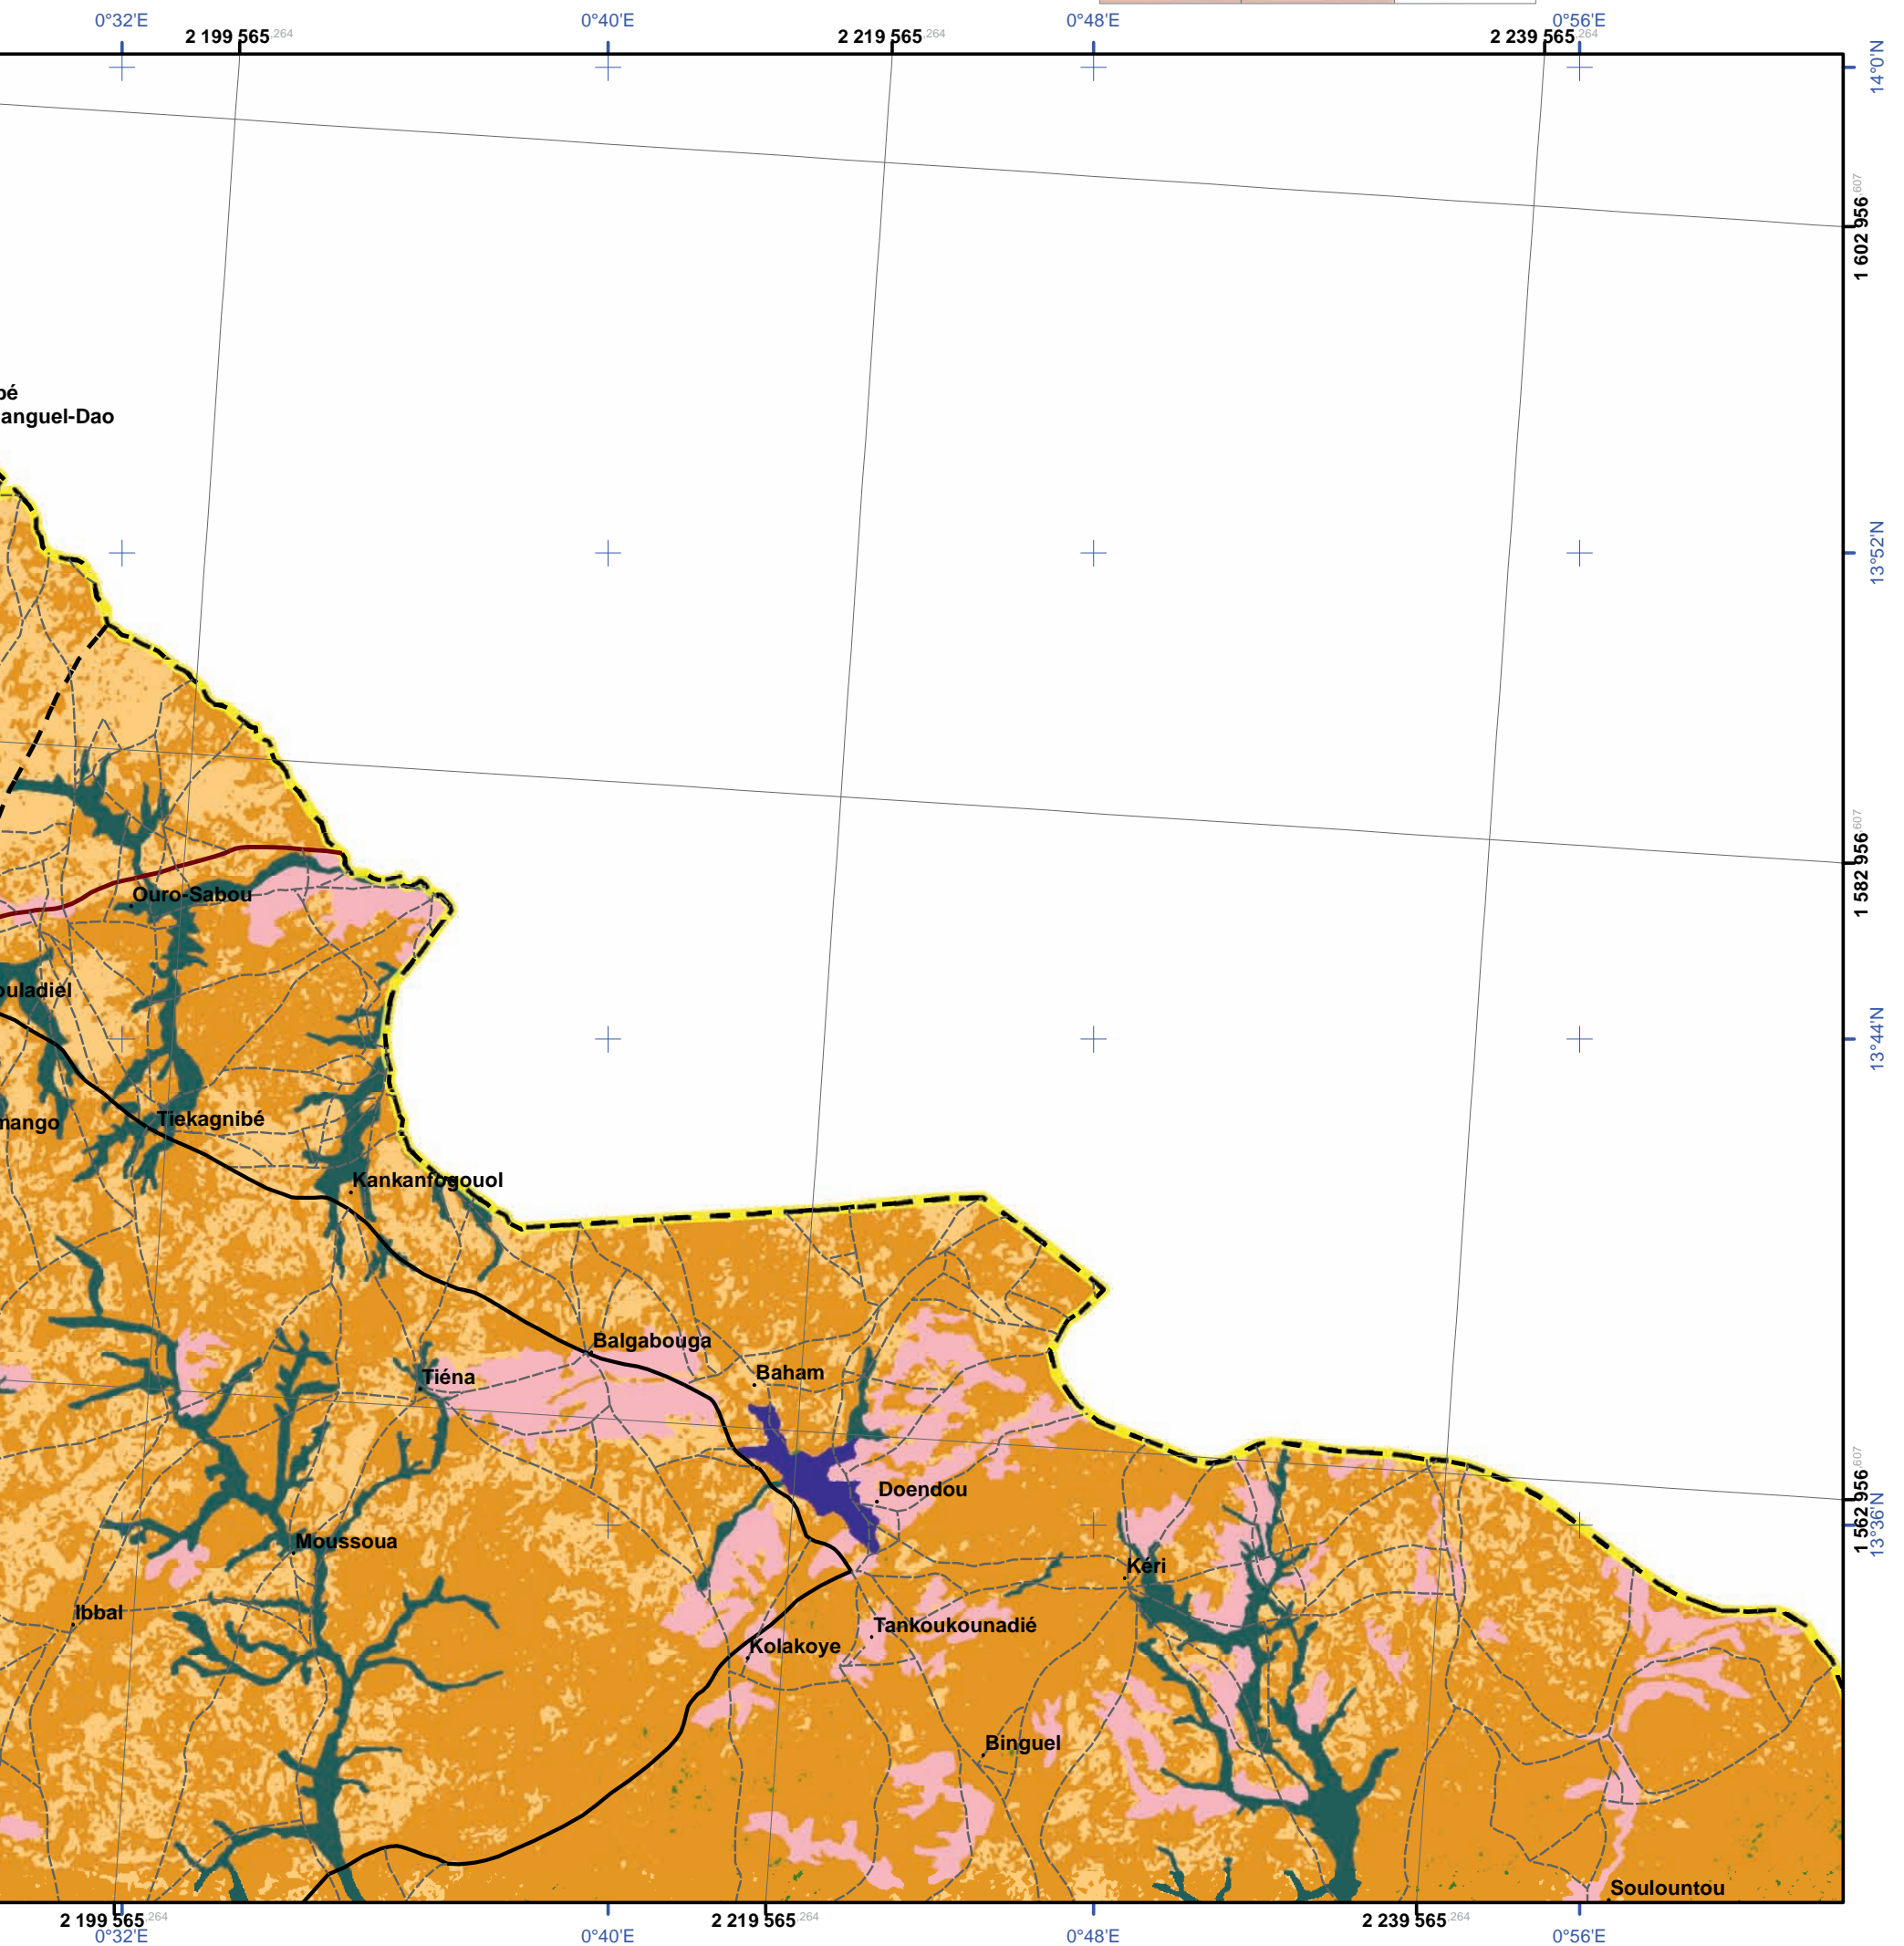 0°32'E 0°40'E 0°48'E 0°56'E
2 199 565,264 2 219 565,264 2 239 565,264
14°0'N
1 602 956,607
bé
anguel-Dao
13°52'N
1 582 956,607
Ouro-Sabou
ouladiel
13°44'N
mango
Tiekagnibé
Kankanfogouol
Balgabouga
Baham
Tiéna
Doendou
1 562 956,607
13°36'N
Moussoua
Kéri
Ibbal
Tankoukounadié
Kolakoye
Binguel
Soulountou
2 199 565,264 2 219 565,264 2 239 565,264
0°32'E 0°40'E 0°48'E 0°56'E